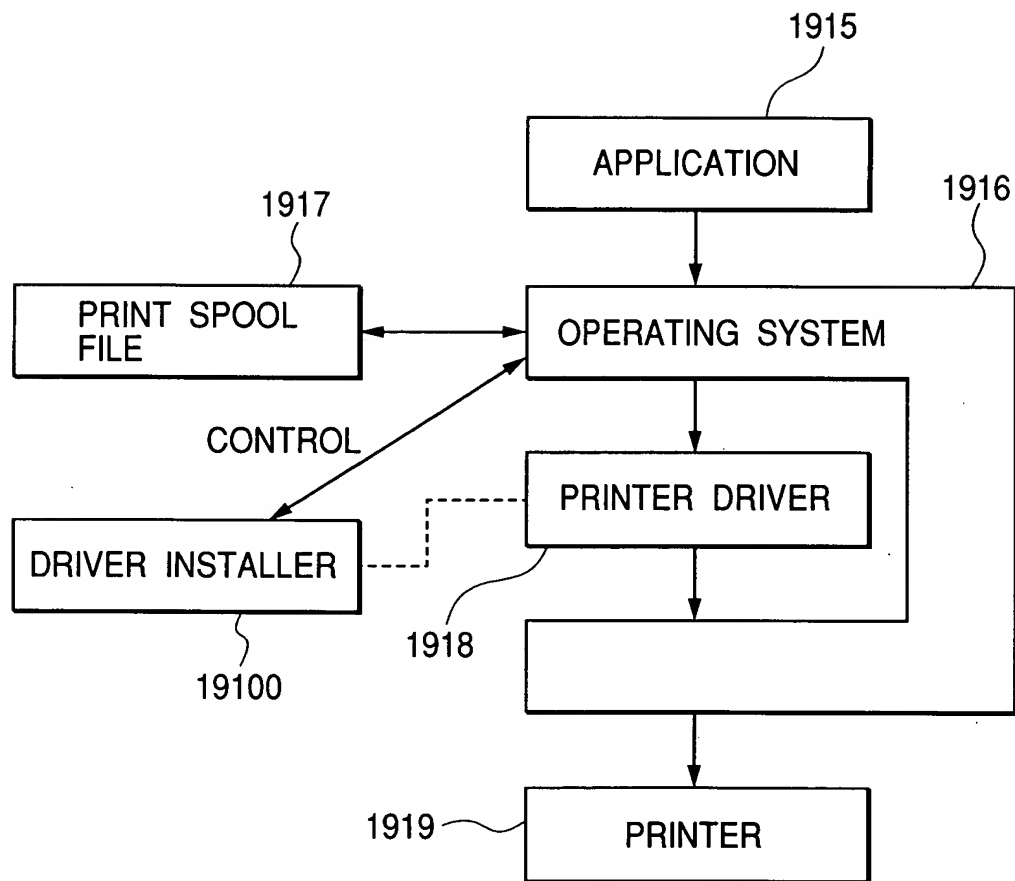 1915
APPLICATION
1917
1916
PRINT SPOOL
FILE
OPERATING SYSTEM
CONTROL
PRINTER DRIVER
DRIVER INSTALLER
1918
19100
1919
PRINTER